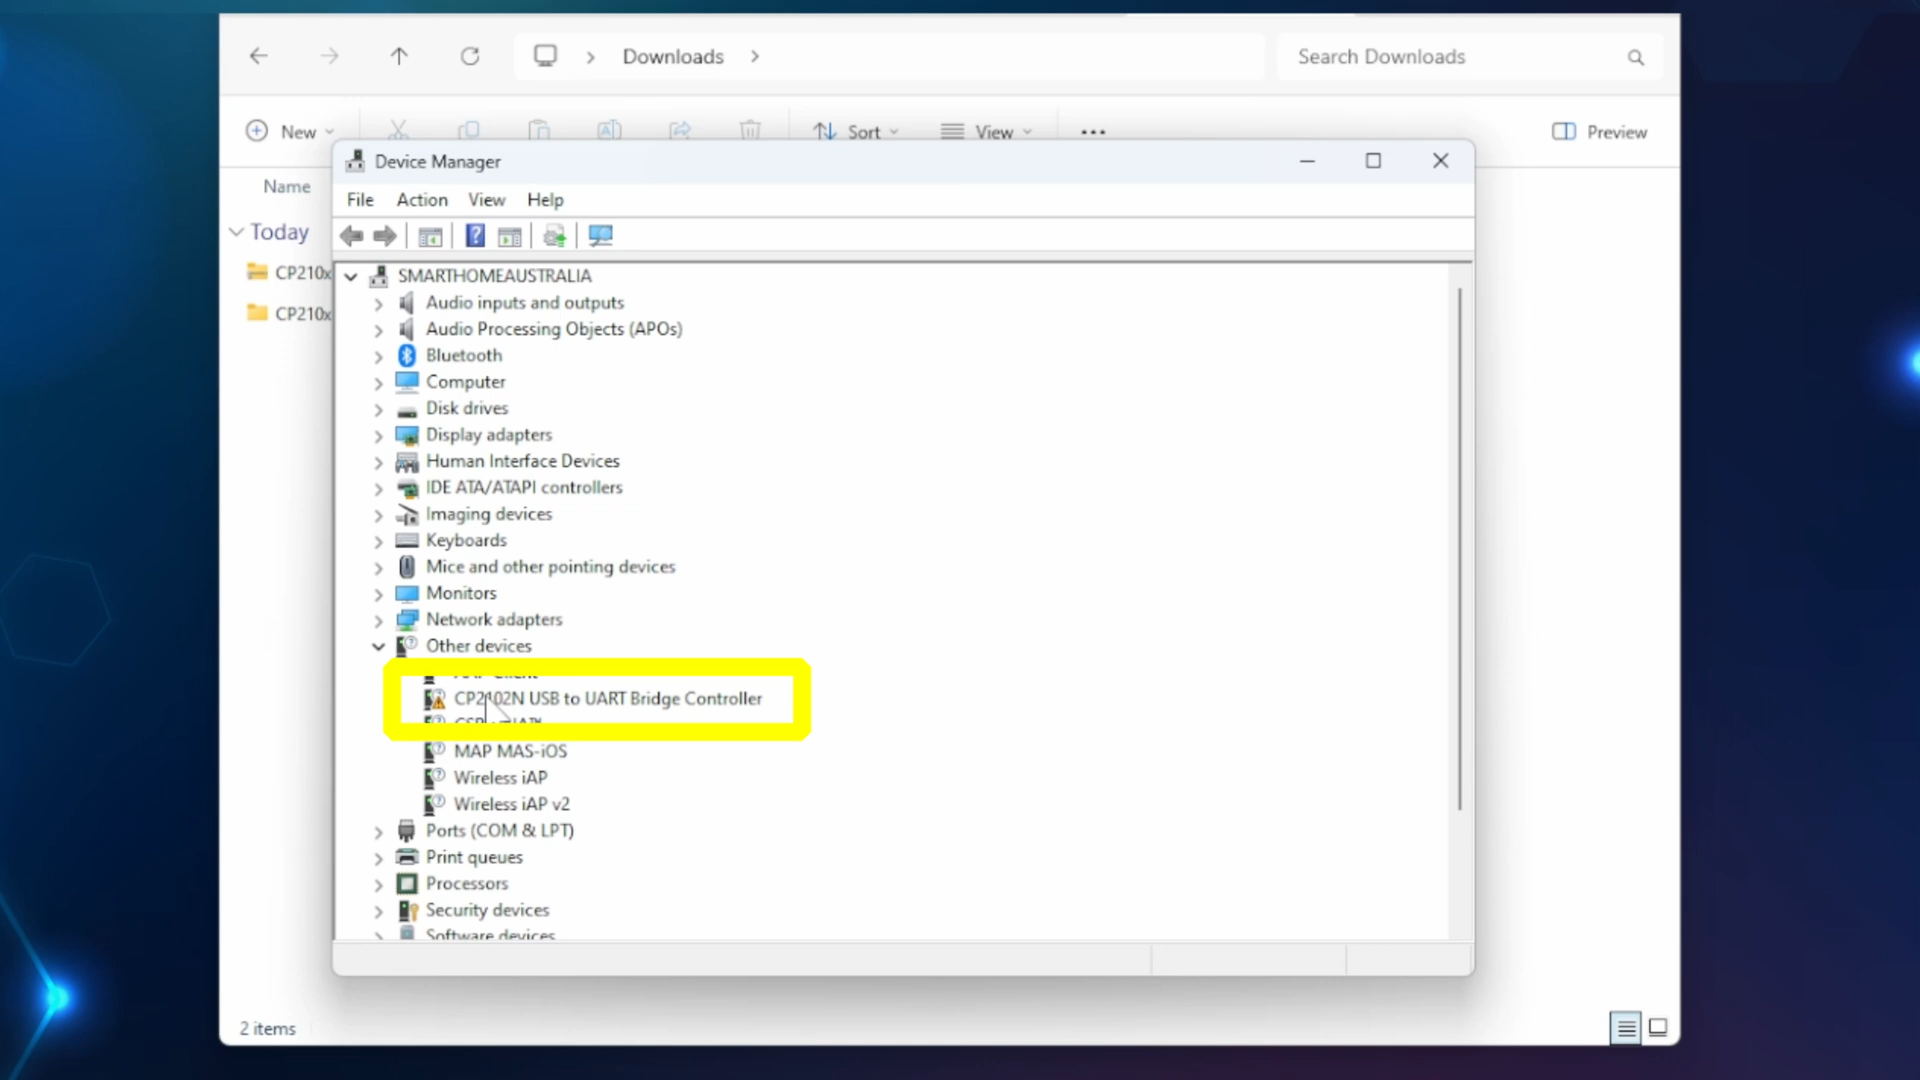 Downloads
Search Downloads
New
Sort
View
Preview
Name
Today
CP210x
CP210x
Device Manager
File
Action
View
Help
SMARTHOMEAUSTRALIA
Audio inputs and outputs
Audio Processing Objects (APOs)
Bluetooth
Computer
Disk drives
Display adapters
Human Interface Devices
IDE ATA/ATAPI controllers
Imaging devices
Keyboards
Mice and other pointing devices
Monitors
Network adapters
Other devices
CP2102N USB to UART Bridge Controller
MAP MAS-iOS
Wireless iAP
Wireless iAP v2
Ports (COM & LPT)
Print queues
Processors
Security devices
Software devices
2 items